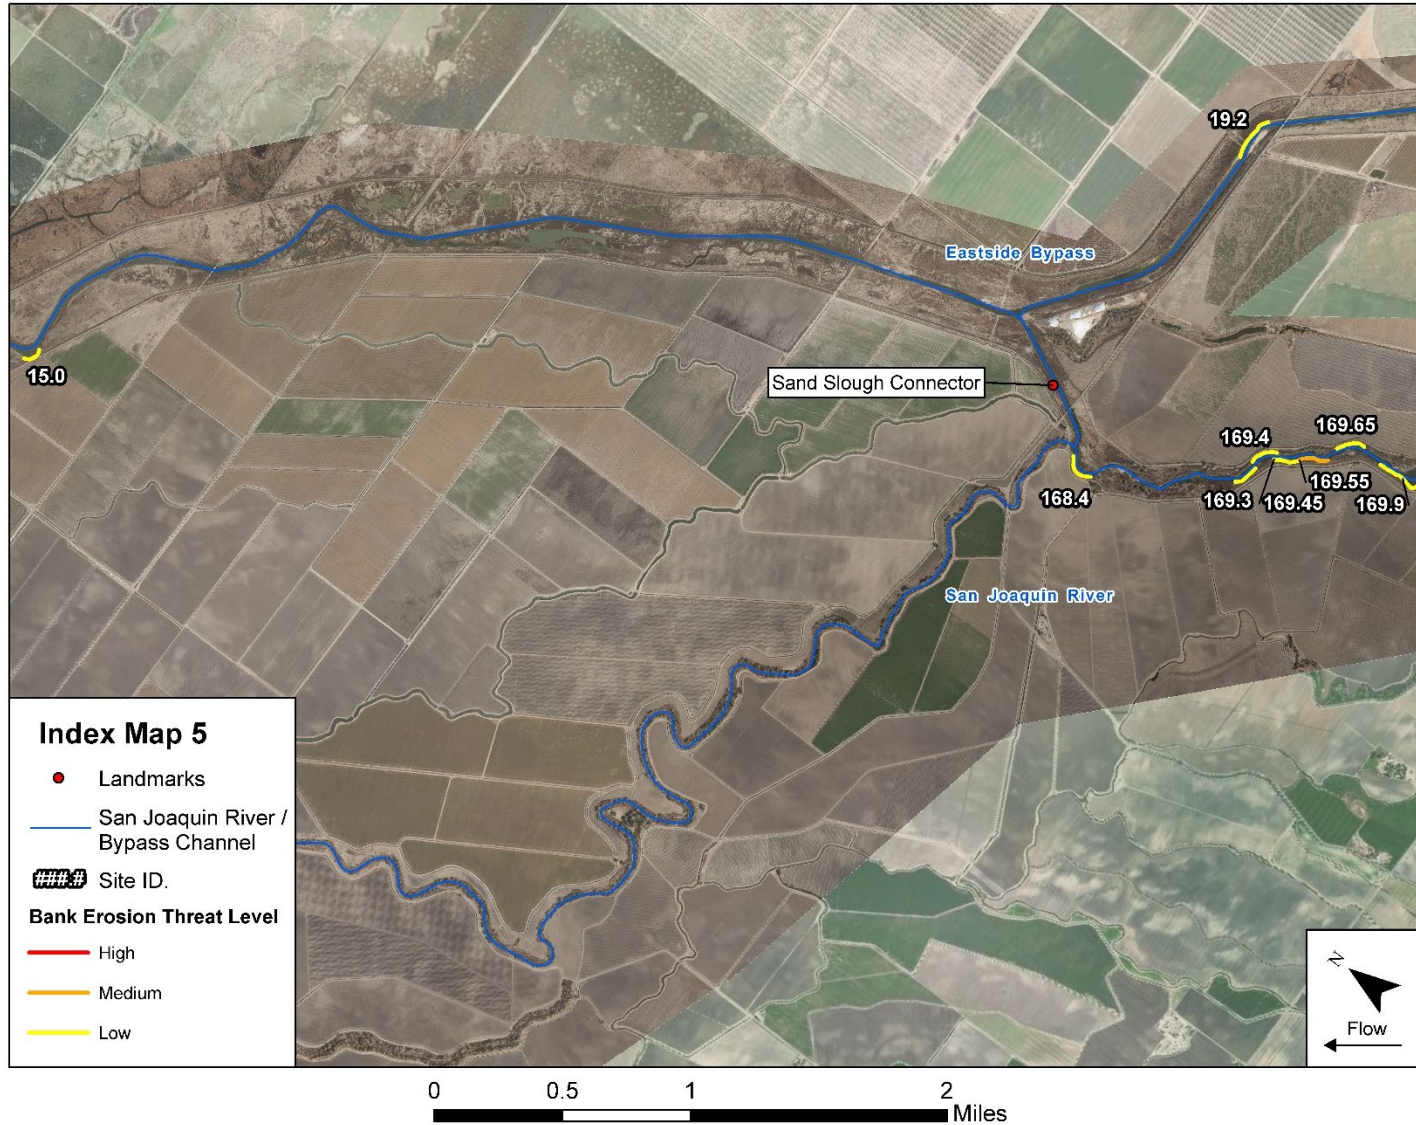 19.2
Eastside Bypass
15.0
Sand Slough Connector
169.65
169.4
169.55
168.4
169.3
169.45
169.9
San Joaquin River
Index Map 5
Landmarks
San Joaquin River /
Bypass Channel
###.# Site ID.
Bank Erosion Threat Level
High
Medium
Low
N
Flow
0 0.5 1 2
Miles